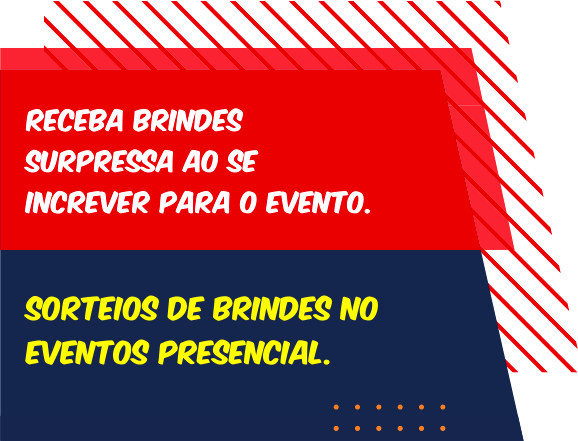 RECEBA BRINDES
SURPRESSA AO SE
INCREVER PARA O EVENTO.
SORTEIOS DE BRINDES NO
EVENTOS PRESENCIAL.